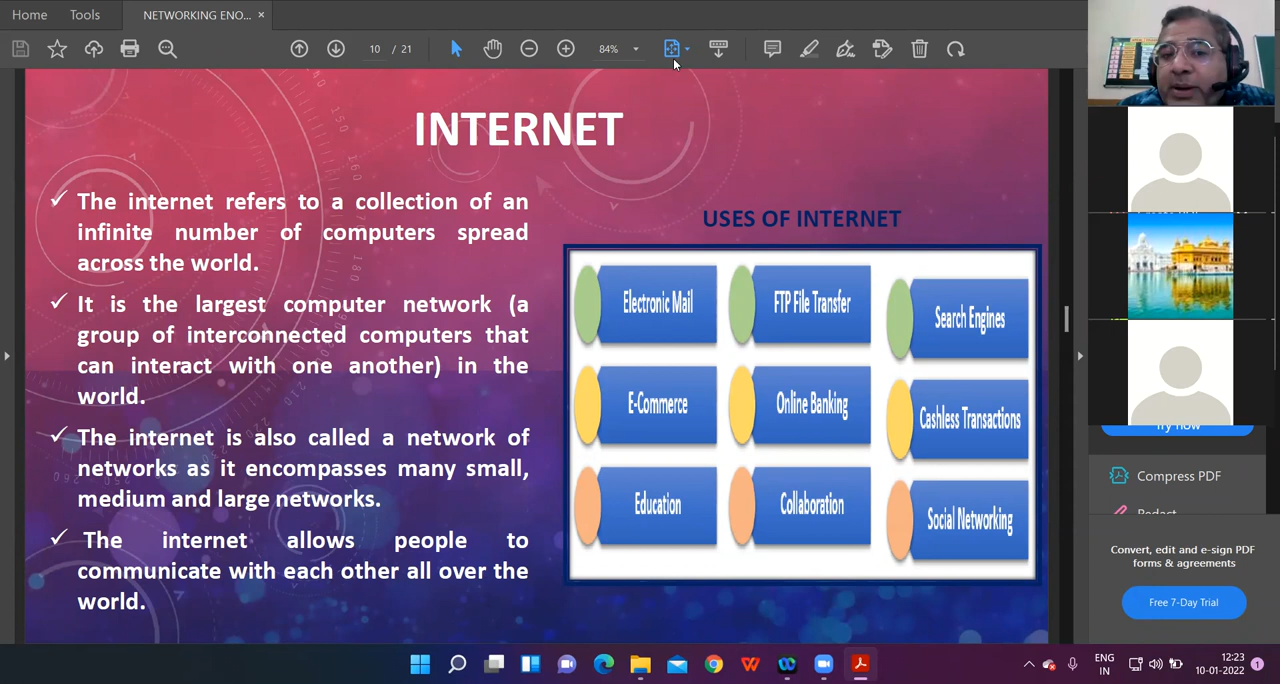 Home Tools NETWORKING ENO... ×
10 / 21 84%
INTERNET
The internet refers to a collection of an
infinite number of computers spread
across the world.
It is the largest computer network (a
group of interconnected computers that
can interact with one another) in the
world.
The internet is also called a network of
networks as it encompasses many small,
medium and large networks.
The internet allows people to
communicate with each other all over the
world.
USES OF INTERNET
Electronic Mail
FTP File Transfer
Search Engines
E-Commerce
Online Banking
Cashless Transactions
Education
Collaboration
Social Networking
Try now
Compress PDF
Redact
Convert, edit and e-sign PDF
forms & agreements
Free 7-Day Trial
ENG
IN
12:23
10-01-2022
1